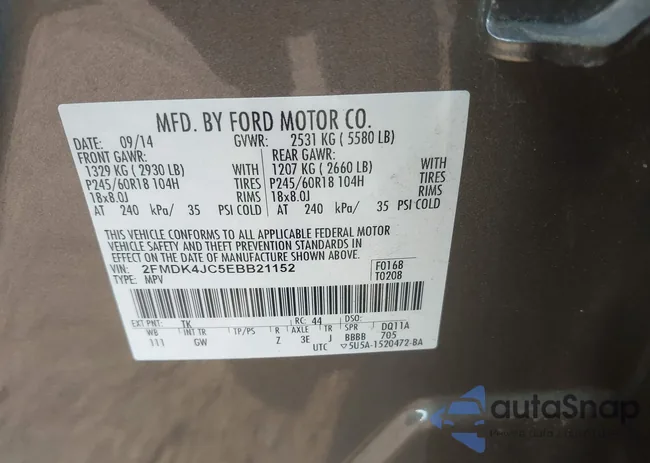 MFD. BY FORD MOTOR CO.
DATE: 09/14 GVWR: 2531 KG ( 5580 LB)
FRONT GAWR: REAR GAWR:
1329 KG ( 2930 LB) WITH 1207 KG ( 2660 LB) WITH
P245/60R18 104H TIRES P245/60R18 104H TIRES
18x8.0J RIMS 18x8.0J RIMS
AT 240 kPa/ 35 PSI COLD AT 240 kPa/ 35 PSI COLD
THIS VEHICLE CONFORMS TO ALL APPLICABLE FEDERAL MOTOR
VEHICLE SAFETY AND THEFT PREVENTION STANDARDS IN
EFFECT ON THE DATE OF MANUFACTURE SHOWN ABOVE.
VIN: 2FMDK4JC5EBB21152 F0168
TYPE: MPV T0208
EXT PNT: TK RC: 44 DSO:
WB INT TR TP/PS R AXLE TR SPR DQ11A
111 GW Z 3E J BBBB 705
UTC ▽5U5A-1520472-BA
autoSnap